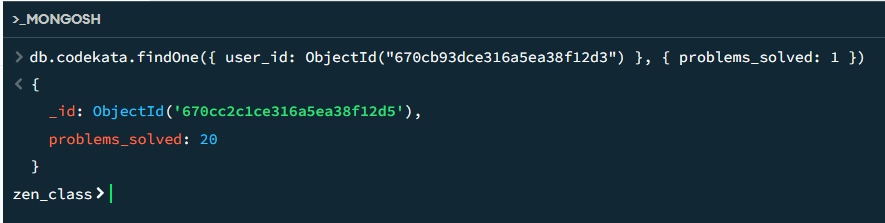 >_MONGOSH
> db.codekata.findOne({ user_id: ObjectId("670cb93dce316a5ea38f12d3") }, { problems_solved: 1 })
< {
_id: ObjectId('670cc2c1ce316a5ea38f12d5'),
problems_solved: 20
}
zen_class>